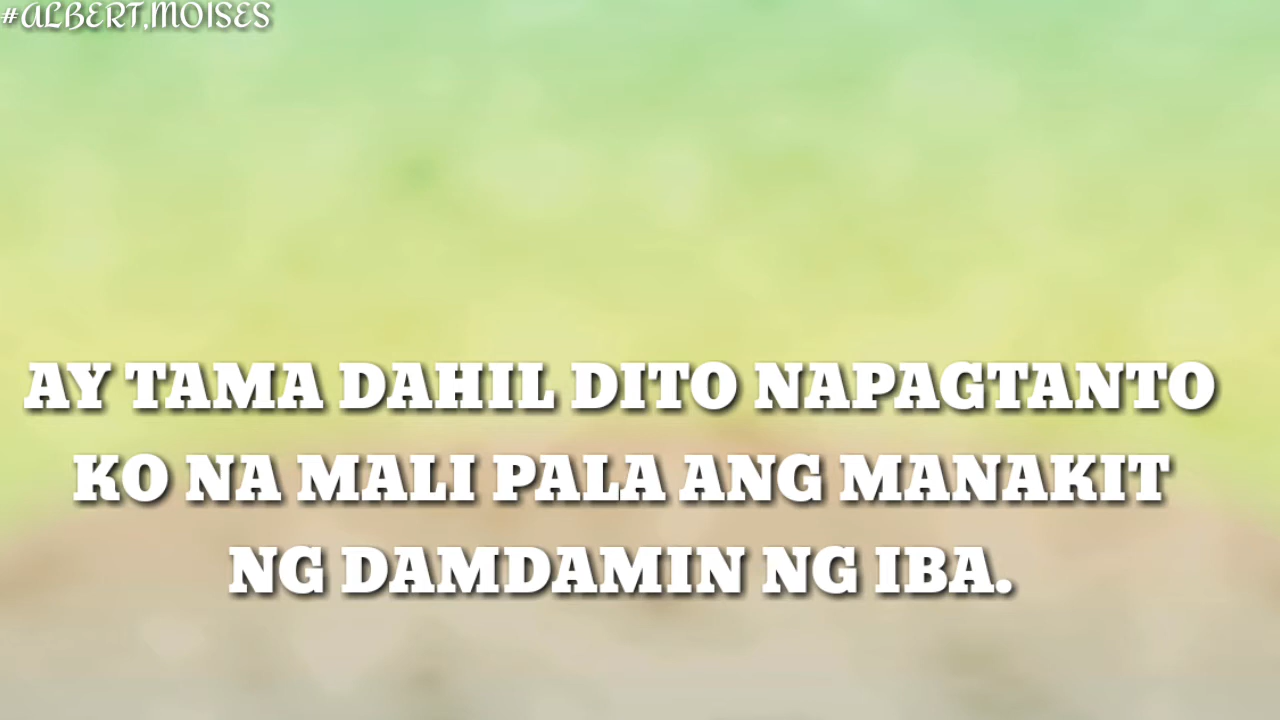 #ALBERT,MOISES
AY TAMA DAHIL DITO NAPAGTANTO
KO NA MALI PALA ANG MANAKIT
NG DAMDAMIN NG IBA.